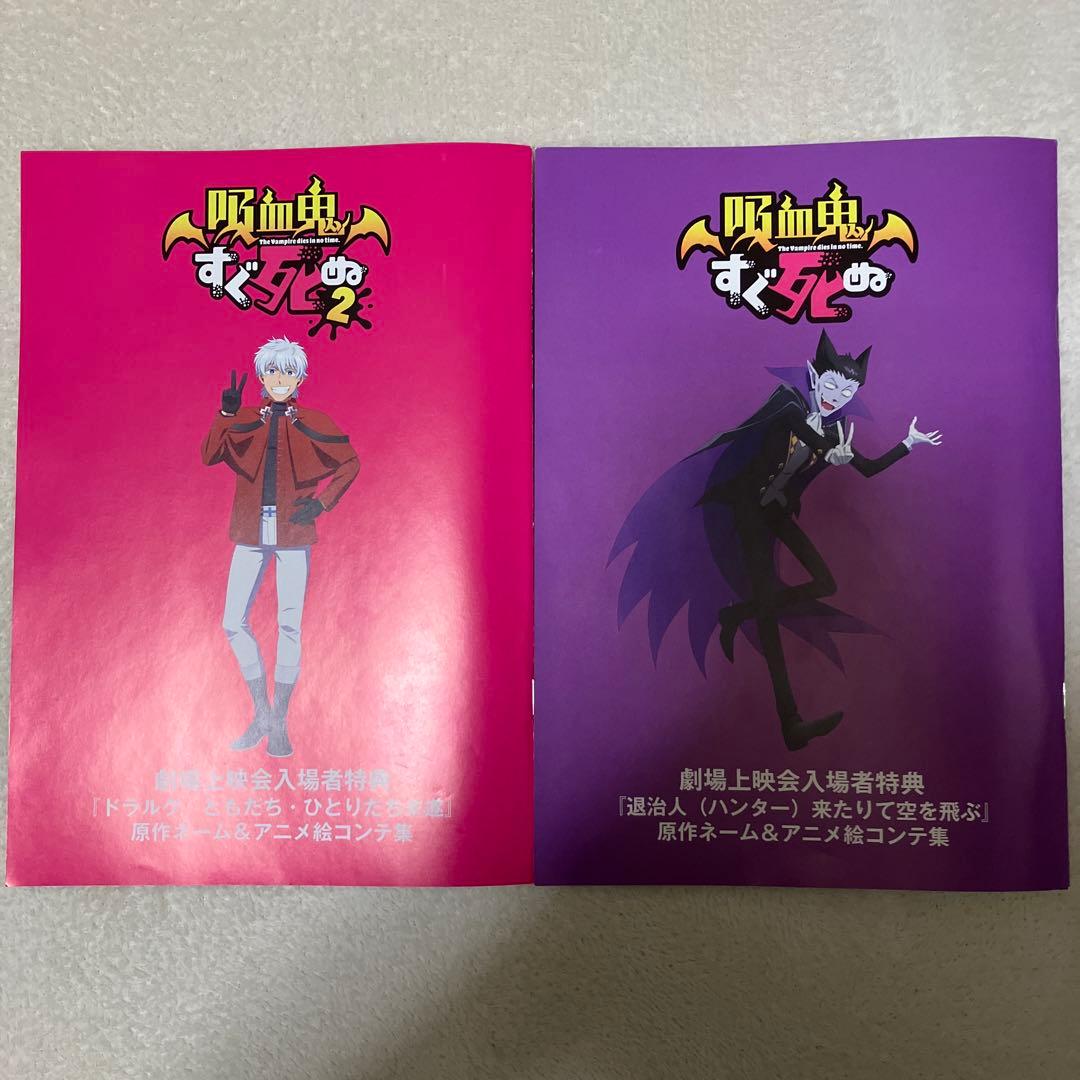 吸血鬼
The Vampire dies in no time.
すぐ死ぬ
2
劇場上映会入場者特典
『ドラルク ともだち・ひとりだち
原作ネーム&アニメ絵コンテ集
吸血鬼
The Vampire dies in no time.
すぐ死ぬ
劇場上映会入場者特典
『退治人（ハンター）来たりて空を飛ぶ』
原作ネーム&アニメ絵コンテ集